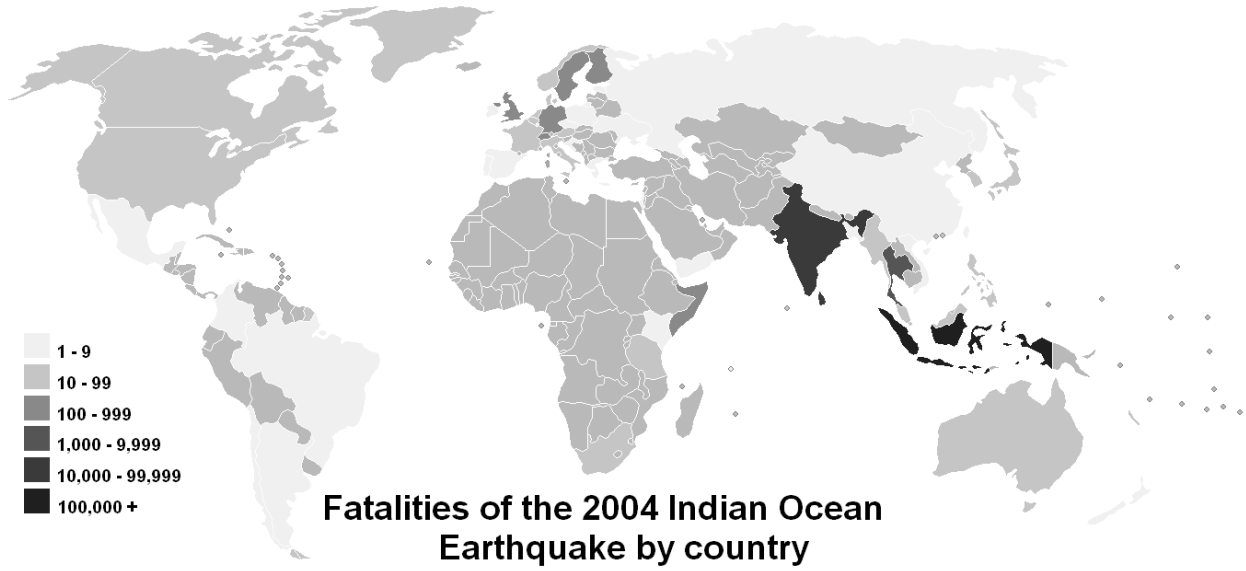 1 - 9
10 - 99
100 - 999
1,000 - 9,999
10,000 - 99,999
100,000 +
Fatalities of the 2004 Indian Ocean
Earthquake by country